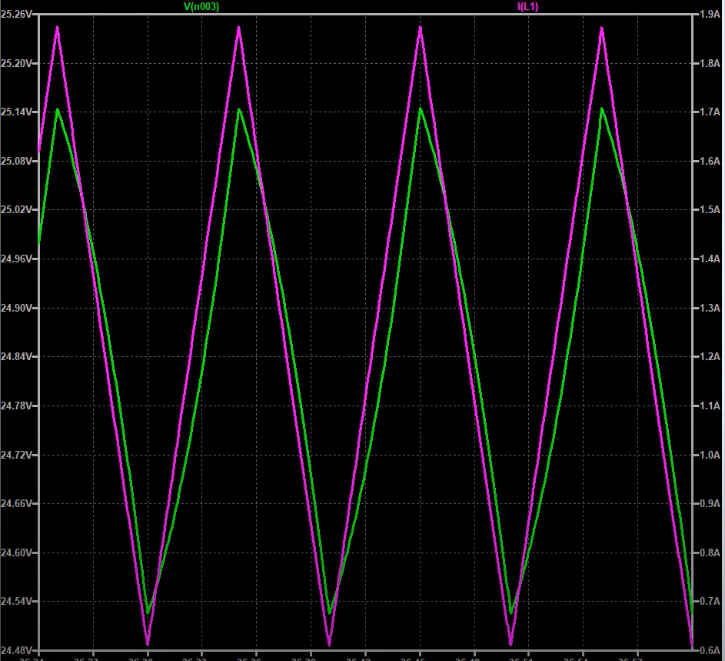 V(n003) I(L1)
25.26V 1.9A
25.20V 1.8A
25.14V 1.7A
25.08V 1.6A
25.02V 1.5A
24.96V 1.4A
24.90V 1.3A
24.84V 1.2A
24.78V 1.1A
24.72V 1.0A
24.66V 0.9A
24.60V 0.8A
24.54V 0.7A
24.48V 0.6A